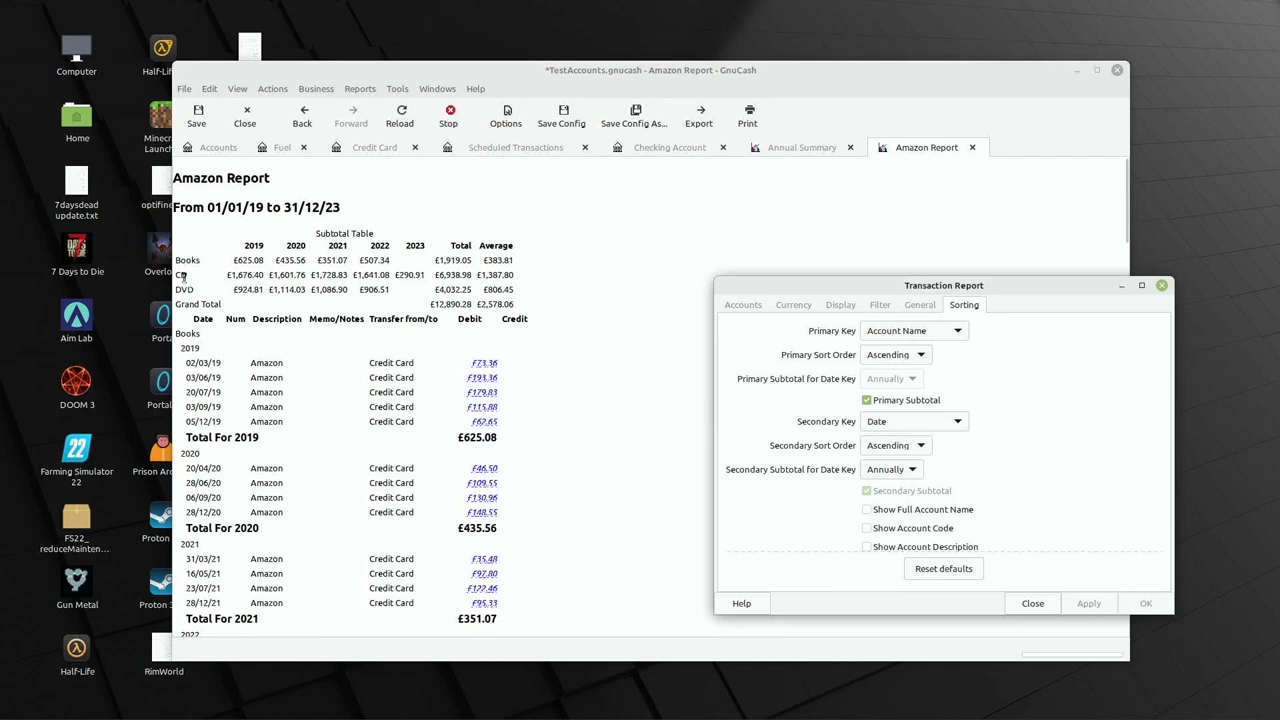 Computer
Half-Life
Home
Minecraft
Launch
7daysdead
update.txt
optifine
7 Days to Die
Overlo
Aim Lab
Porta
DOOM 3
Portal
Farming Simulator
22
Prison Arc
FS22_
reduceMainten...
Proton
Gun Metal
Proton 3
Half-Life
RimWorld
*TestAccounts.gnucash - Amazon Report - GnuCash
File Edit View Actions Business Reports Tools Windows Help
Save Close Back Forward Reload Stop Options Save Config Save Config As... Export Print
Accounts Fuel Credit Card Scheduled Transactions Checking Account Annual Summary Amazon Report
Amazon Report
From 01/01/19 to 31/12/23
Subtotal Table
2019 2020 2021 2022 2023 Total Average
Books £625.08 £435.56 £351.07 £507.34 £1,919.05 £383.81
CD £1,676.40 £1,601.76 £1,728.83 £1,641.08 £290.91 £6,938.98 £1,387.80
DVD £924.81 £1,114.03 £1,086.90 £906.51 £4,032.25 £806.45
Grand Total £12,890.28 £2,578.06
Date Num Description Memo/Notes Transfer from/to Debit Credit
Books
2019
02/03/19 Amazon Credit Card £73.36
03/06/19 Amazon Credit Card £193.36
20/07/19 Amazon Credit Card £179.83
03/09/19 Amazon Credit Card £115.88
05/12/19 Amazon Credit Card £62.65
Total For 2019 £625.08
2020
20/04/20 Amazon Credit Card £46.50
28/06/20 Amazon Credit Card £109.55
06/09/20 Amazon Credit Card £130.96
28/12/20 Amazon Credit Card £148.55
Total For 2020 £435.56
2021
31/03/21 Amazon Credit Card £35.48
16/05/21 Amazon Credit Card £97.80
23/07/21 Amazon Credit Card £122.46
28/12/21 Amazon Credit Card £95.33
Total For 2021 £351.07
2022
Transaction Report
Accounts Currency Display Filter General Sorting
Primary Key Account Name
Primary Sort Order Ascending
Primary Subtotal for Date Key Annually
Primary Subtotal
Secondary Key Date
Secondary Sort Order Ascending
Secondary Subtotal for Date Key Annually
Secondary Subtotal
Show Full Account Name
Show Account Code
Show Account Description
Reset defaults
Help Close Apply OK